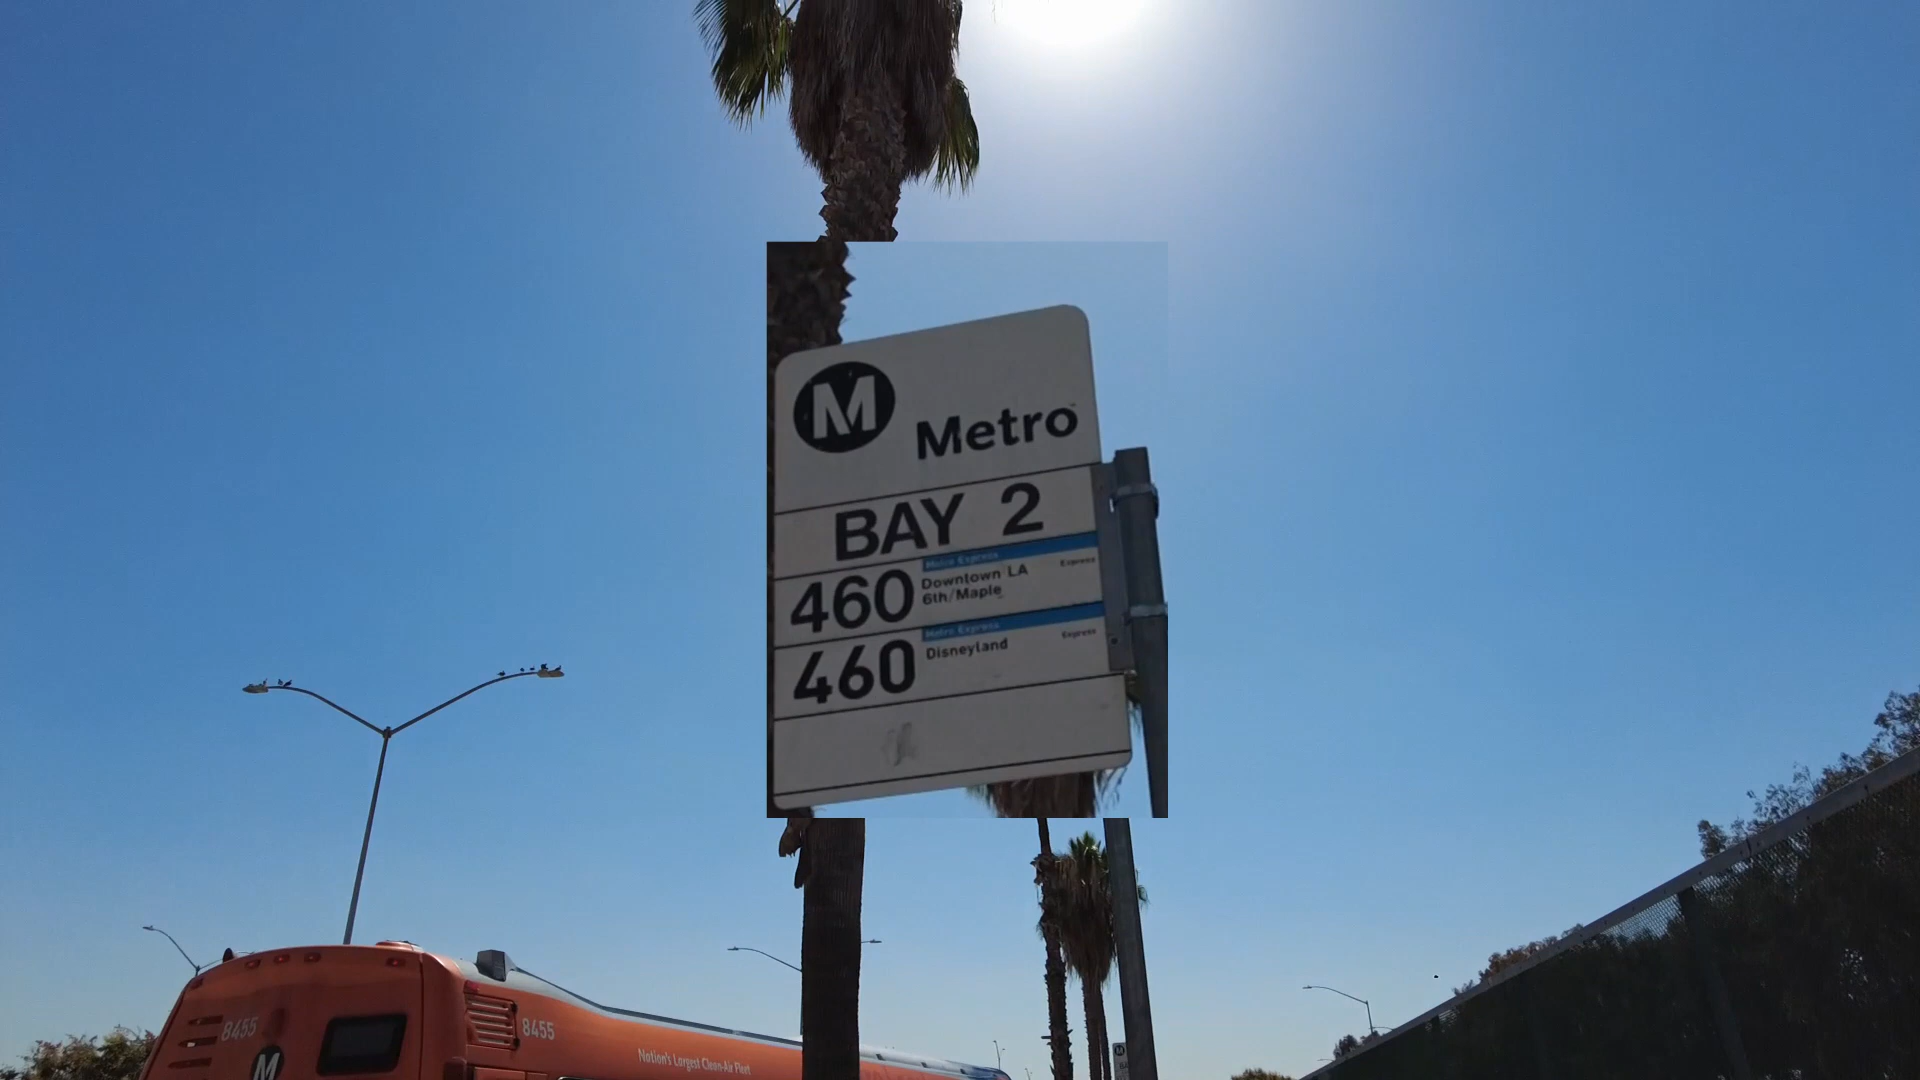 M
Metro
BAY 2
Metro Express
460 Downtown LA Express
6th/Maple
Metro Express
460 Disneyland Express
8455
8455
M
Nation's Largest Clean-Air Fleet
M